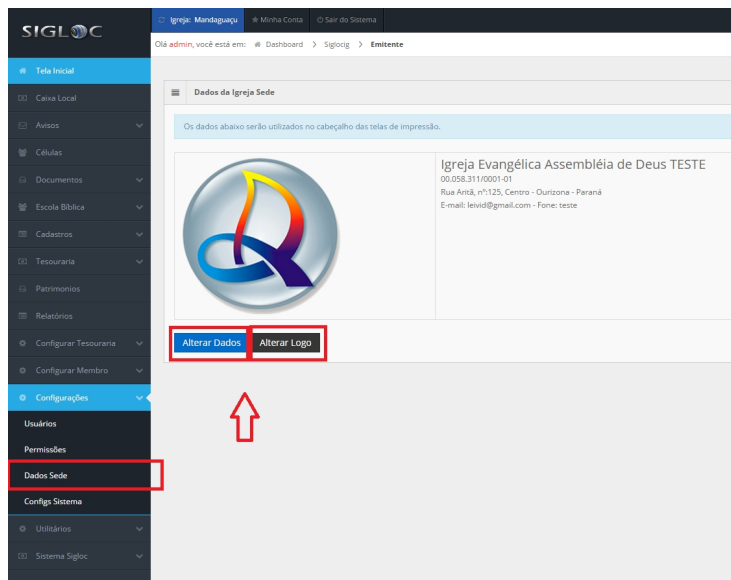 SIGLOC
Igreja: Mandaguaçu
Minha Conta
Sair do Sistema
Olá admin, você está em: Dashboard > Siglocig > Emitente
Tela Inicial
Caixa Local
Avisos
Células
Documentos
Escola Bíblica
Cadastros
Tesouraria
Patrimonios
Relatórios
Configurar Tesouraria
Configurar Membro
Configurações
Usuários
Permissões
Dados Sede
Configs Sistema
Utilitários
Sistema Sigloc
Dados da Igreja Sede
Os dados abaixo serão utilizados no cabeçalho das telas de impressão.
Igreja Evangélica Assembléia de Deus TESTE
00.058.311/0001-01
Rua Aritã, nº:125, Centro - Ourizona - Paraná
E-mail: leivid@gmail.com - Fone: teste
Alterar Dados
Alterar Logo